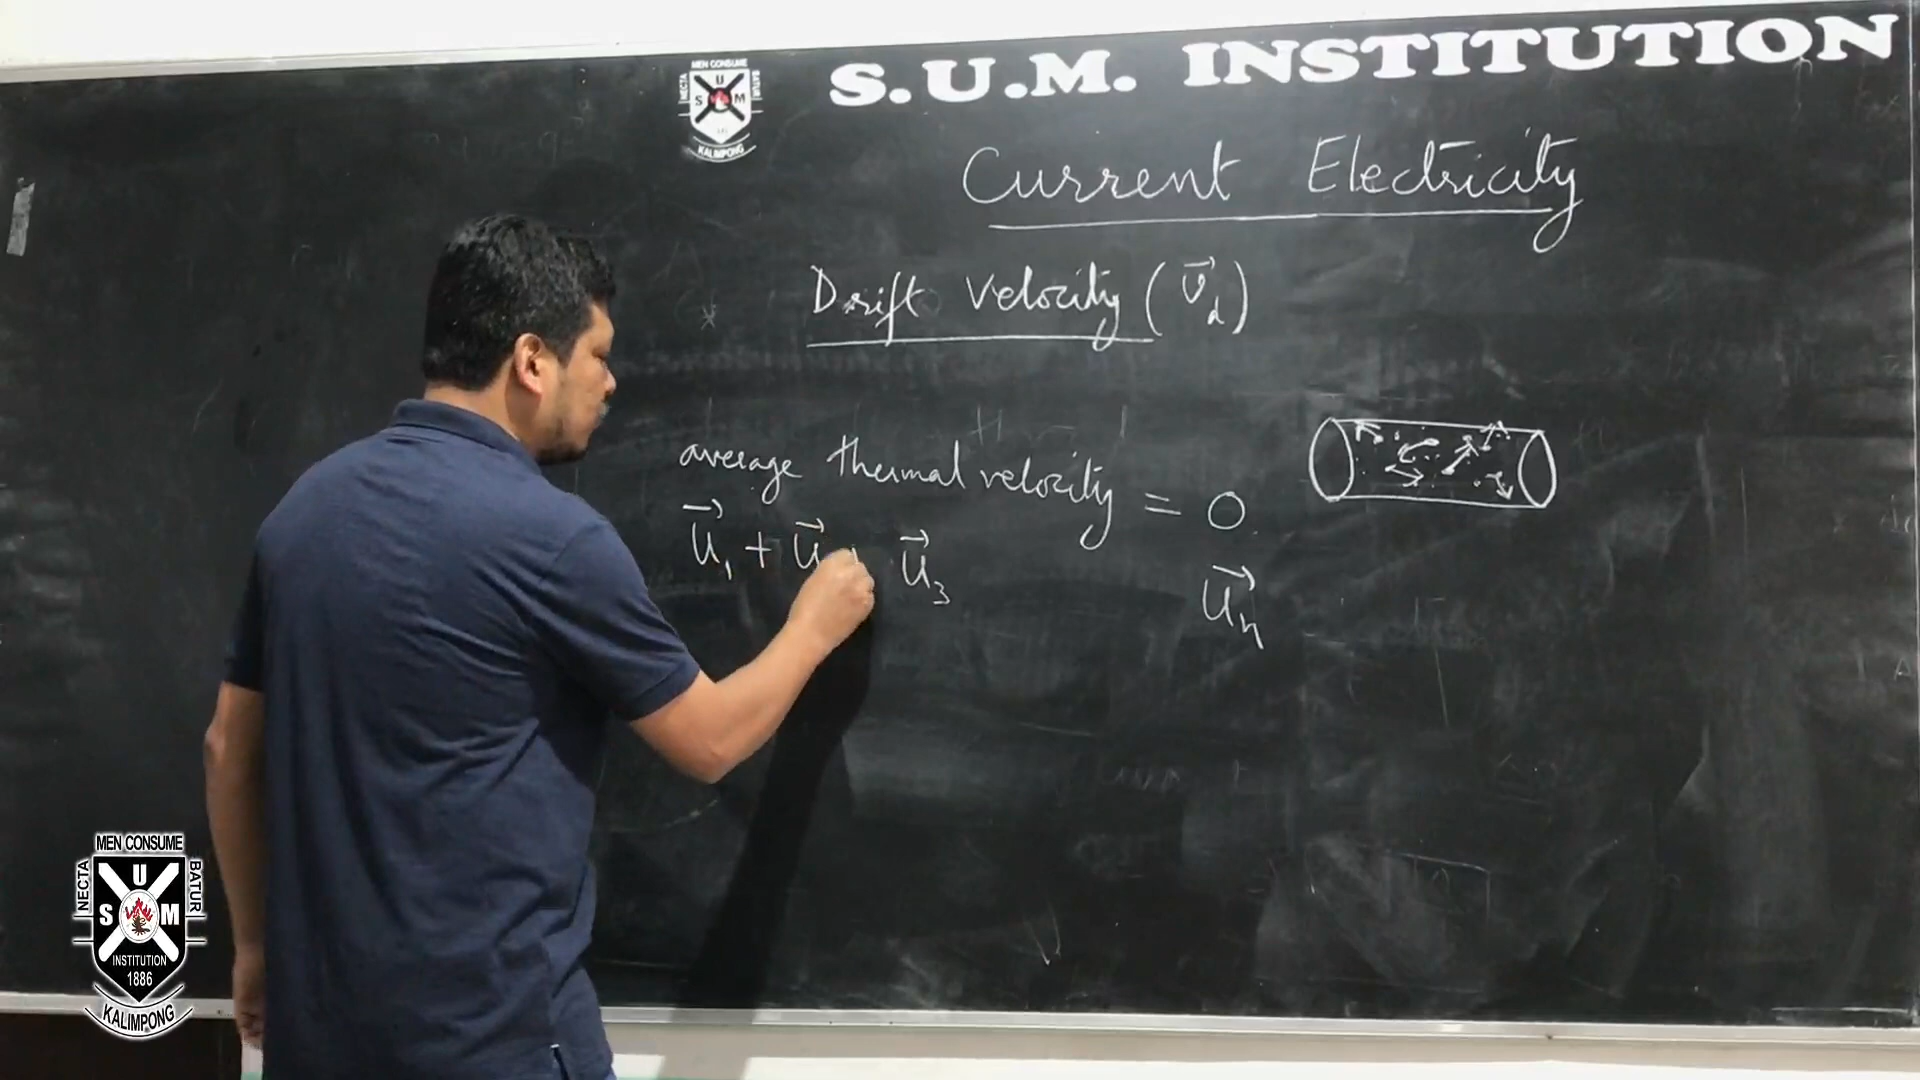 MEN CONSUME
NECTA
BATUR
U
S M
KALIMPONG
S.U.M. INSTITUTION
Current Electricity
Drift Velocity (v⃗d)
average thermal velocity = 0
u⃗₁ + u⃗ + u⃗₃ u⃗ₙ
MEN CONSUME
NECTA
BATUR
U
S M
INSTITUTION
1886
KALIMPONG